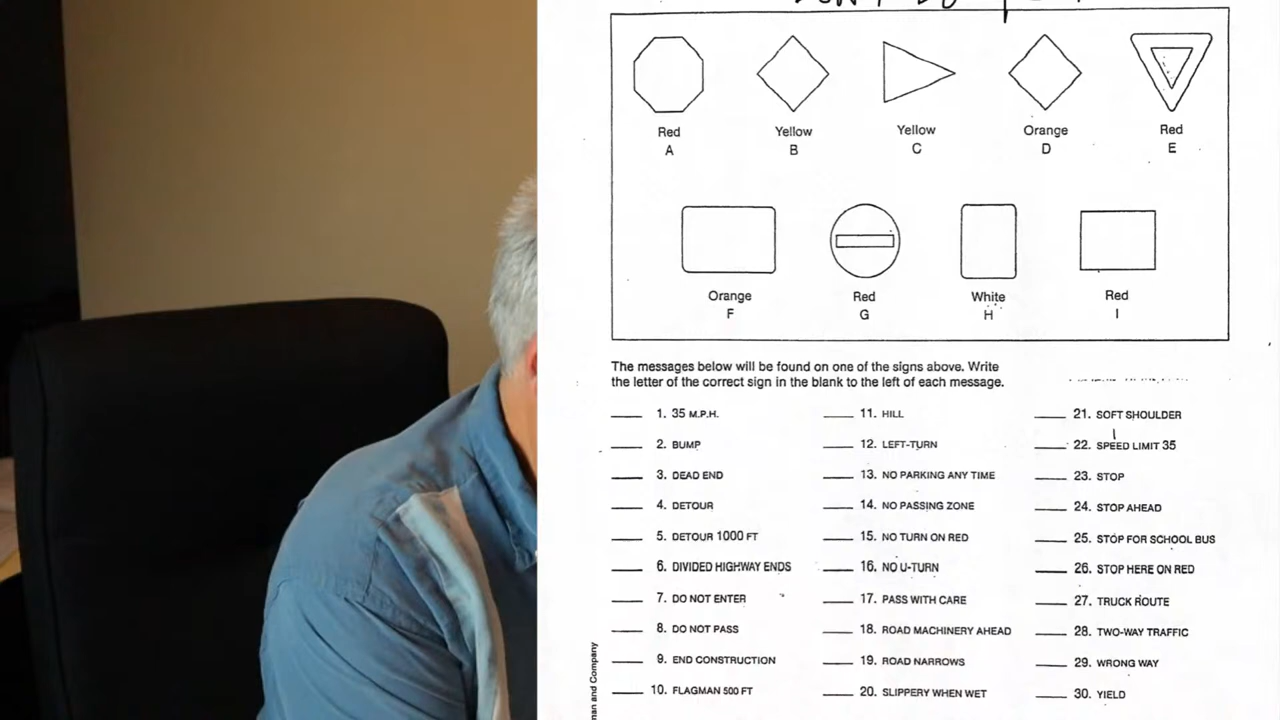 Red
A
Yellow
B
Yellow
C
Orange
D
Red
E
Orange
F
Red
G
White
H
Red
I
The messages below will be found on one of the signs above. Write
the letter of the correct sign in the blank to the left of each message.
1. 35 M.P.H.
2. BUMP
3. DEAD END
4. DETOUR
5. DETOUR 1000 FT
6. DIVIDED HIGHWAY ENDS
7. DO NOT ENTER
8. DO NOT PASS
9. END CONSTRUCTION
10. FLAGMAN 500 FT
11. HILL
12. LEFT-TURN
13. NO PARKING ANY TIME
14. NO PASSING ZONE
15. NO TURN ON RED
16. NO U-TURN
17. PASS WITH CARE
18. ROAD MACHINERY AHEAD
19. ROAD NARROWS
20. SLIPPERY WHEN WET
21. SOFT SHOULDER
22. SPEED LIMIT 35
23. STOP
24. STOP AHEAD
25. STOP FOR SCHOOL BUS
26. STOP HERE ON RED
27. TRUCK ROUTE
28. TWO-WAY TRAFFIC
29. WRONG WAY
30. YIELD
and Company